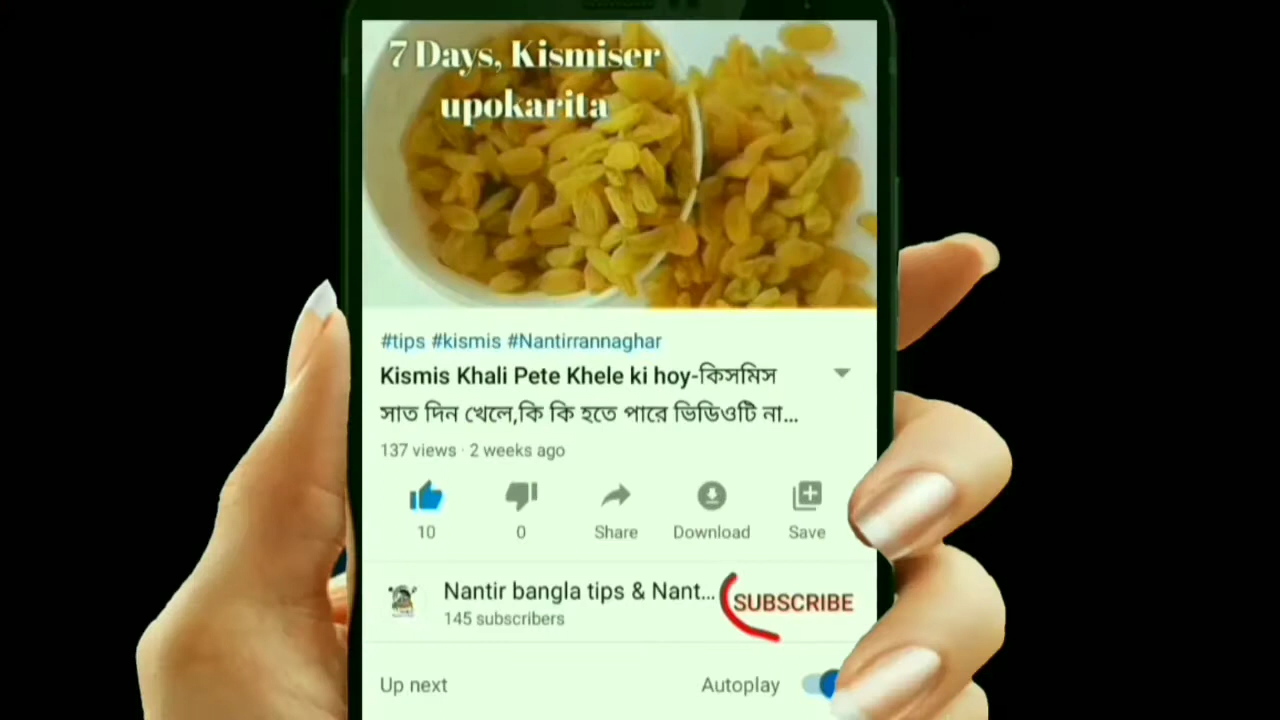 7 Days, Kismiser
upokarita
#tips #kismis #Nantirrannaghar
Kismis Khali Pete Khele ki hoy-কিসমিস
সাত দিন খেলে,কি কি হতে পারে ভিডিওটি না...
137 views · 2 weeks ago
10
0
Share
Download
Save
Nantir bangla tips & Nant...
SUBSCRIBE
145 subscribers
Up next
Autoplay